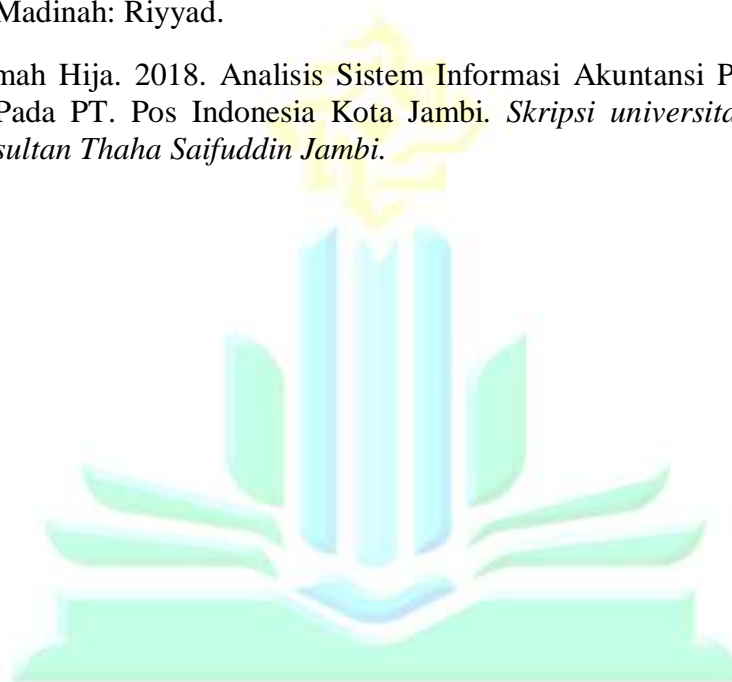 Madinah: Riyyad.
mah Hija. 2018. Analisis Sistem Informasi Akuntansi P
Pada PT. Pos Indonesia Kota Jambi. Skripsi universita
sultan Thaha Saifuddin Jambi.